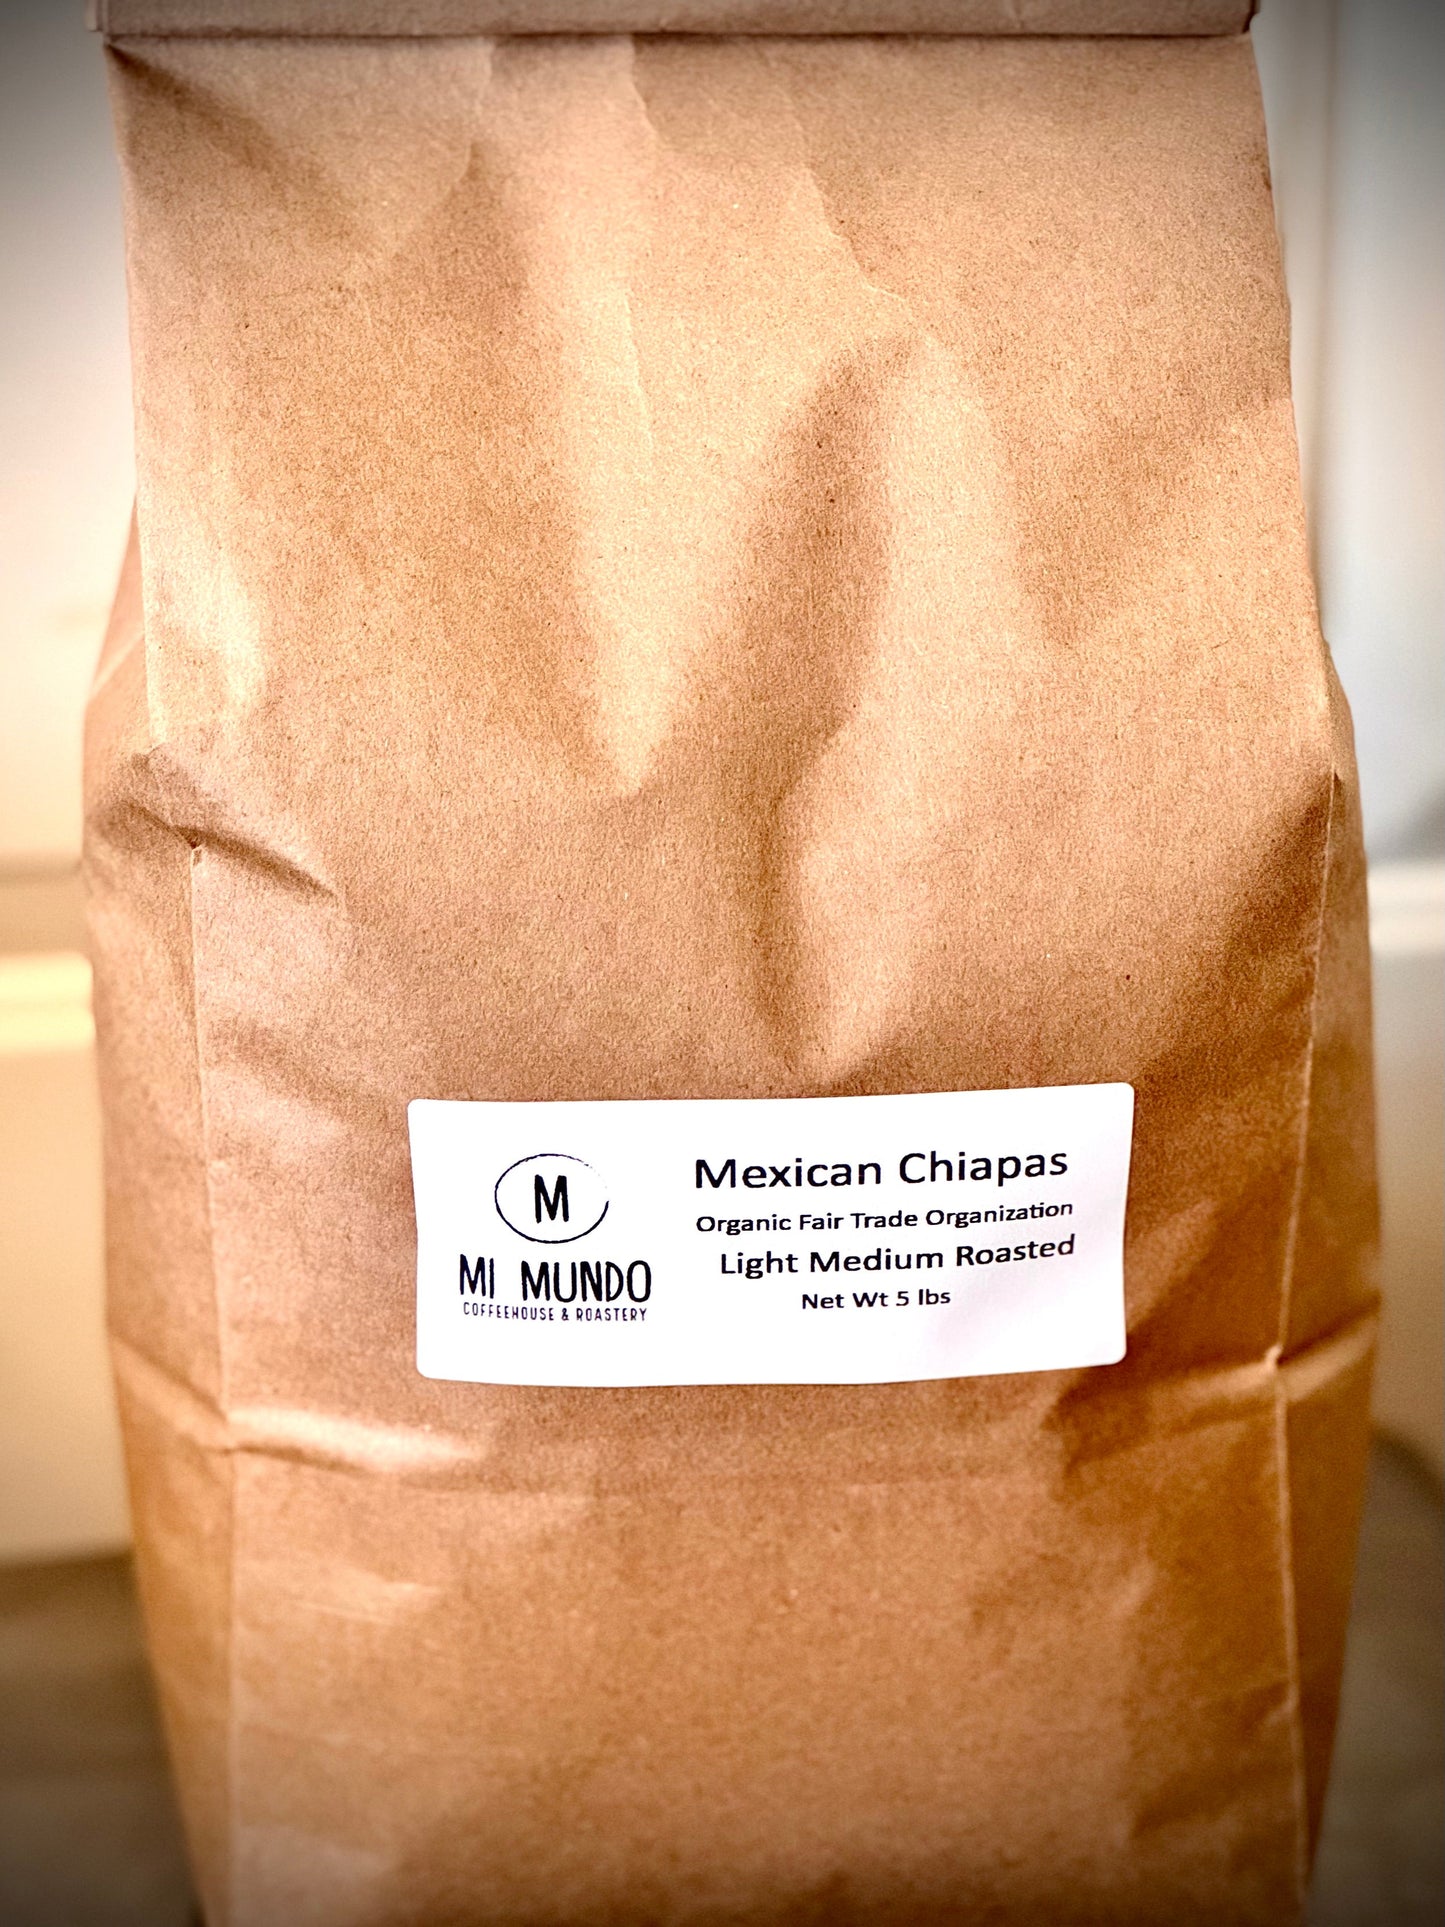 M
MI MUNDO
COFFEEHOUSE & ROASTERY
Mexican Chiapas
Organic Fair Trade Organization
Light Medium Roasted
Net Wt 5 lbs